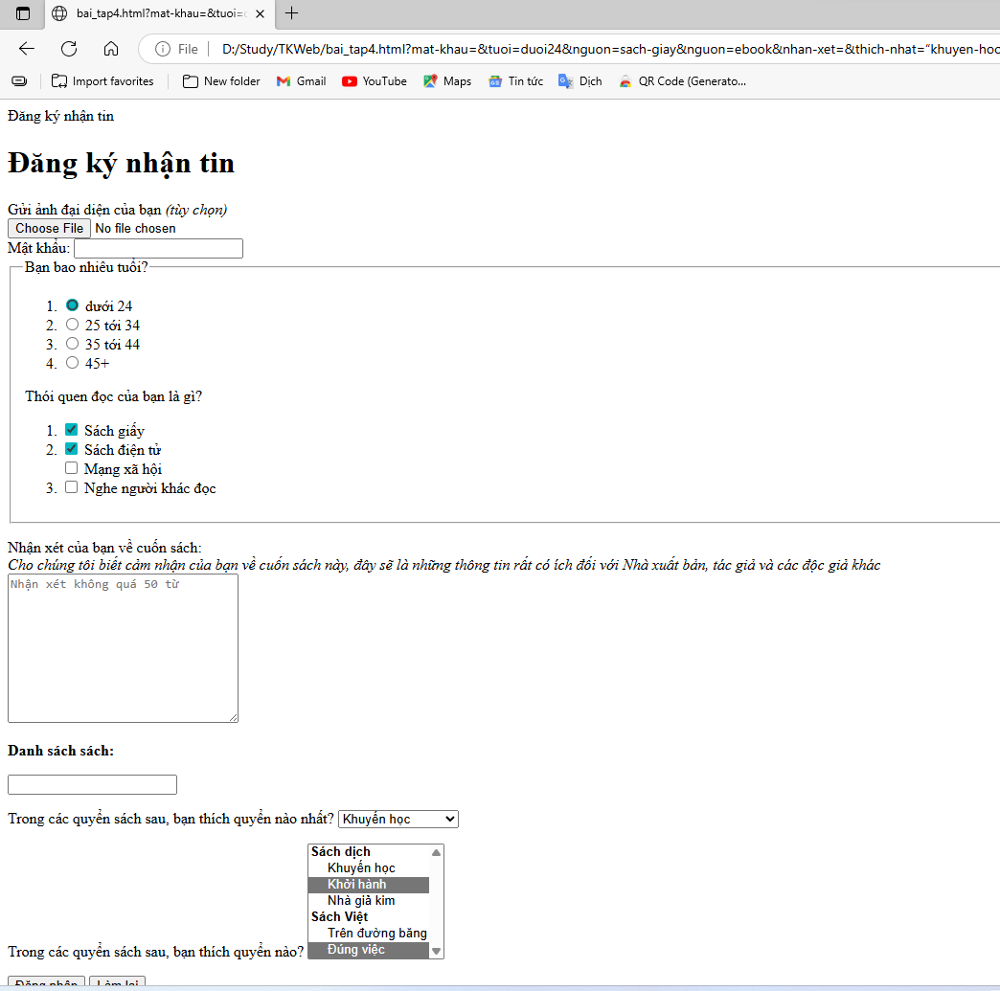 bai_tap4.html?mat-khau=&tuoi=
File D:/Study/TKWeb/bai_tap4.html?mat-khau=&tuoi=duoi24&nguon=sach-giay&nguon=ebook&nhan-xet=&thich-nhat=“khuyen-hoc
Import favorites New folder Gmail YouTube Maps Tin tức Dịch QR Code (Generato...
Đăng ký nhận tin
Đăng ký nhận tin
Gửi ảnh đại diện của bạn (tùy chọn)
Choose File No file chosen
Mật khẩu:
Bạn bao nhiêu tuổi?
1. dưới 24
2. 25 tới 34
3. 35 tới 44
4. 45+
Thói quen đọc của bạn là gì?
1. Sách giấy
2. Sách điện tử
Mạng xã hội
3. Nghe người khác đọc
Nhận xét của bạn về cuốn sách:
Cho chúng tôi biết cảm nhận của bạn về cuốn sách này, đây sẽ là những thông tin rất có ích đối với Nhà xuất bản, tác giả và các độc giả khác
Nhận xét không quá 50 từ
Danh sách sách:
Trong các quyển sách sau, bạn thích quyển nào nhất? Khuyến học
Sách dịch
Khuyến học
Khởi hành
Nhà giả kim
Sách Việt
Trên đường băng
Đúng việc
Trong các quyển sách sau, bạn thích quyển nào?
Đăng nhập Làm lại